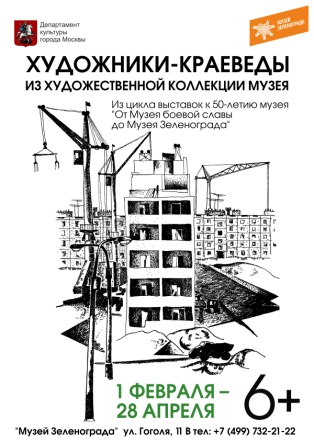 Департамент
культуры
города Москвы
МУЗЕЙ
ЗЕЛЕНОГРАДА
ХУДОЖНИКИ-КРАЕВЕДЫ
ИЗ ХУДОЖЕСТВЕННОЙ КОЛЛЕКЦИИ МУЗЕЯ
Из цикла выставок к 50-летию музея
"От Музея боевой славы
до Музея Зеленограда"
1 ФЕВРАЛЯ –
28 АПРЕЛЯ
6+
"Музей Зеленограда" ул. Гоголя, 11 В тел: +7 (499) 732-21-22